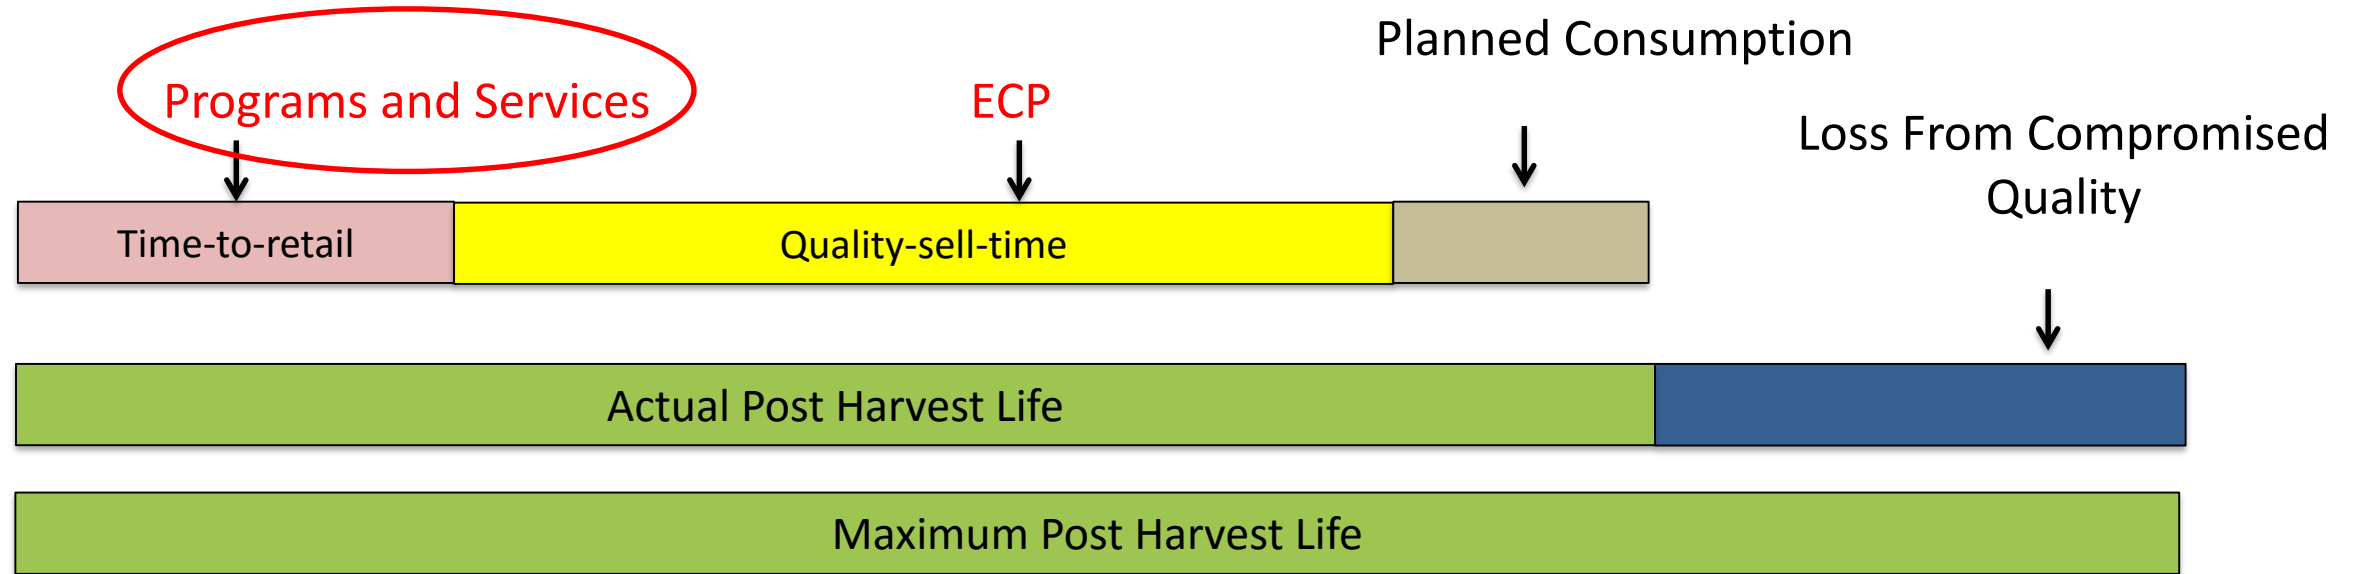 Planned Consumption
Programs and Services
ECP
Loss From Compromised
Quality
Time-to-retail
Quality-sell-time
Actual Post Harvest Life
Maximum Post Harvest Life